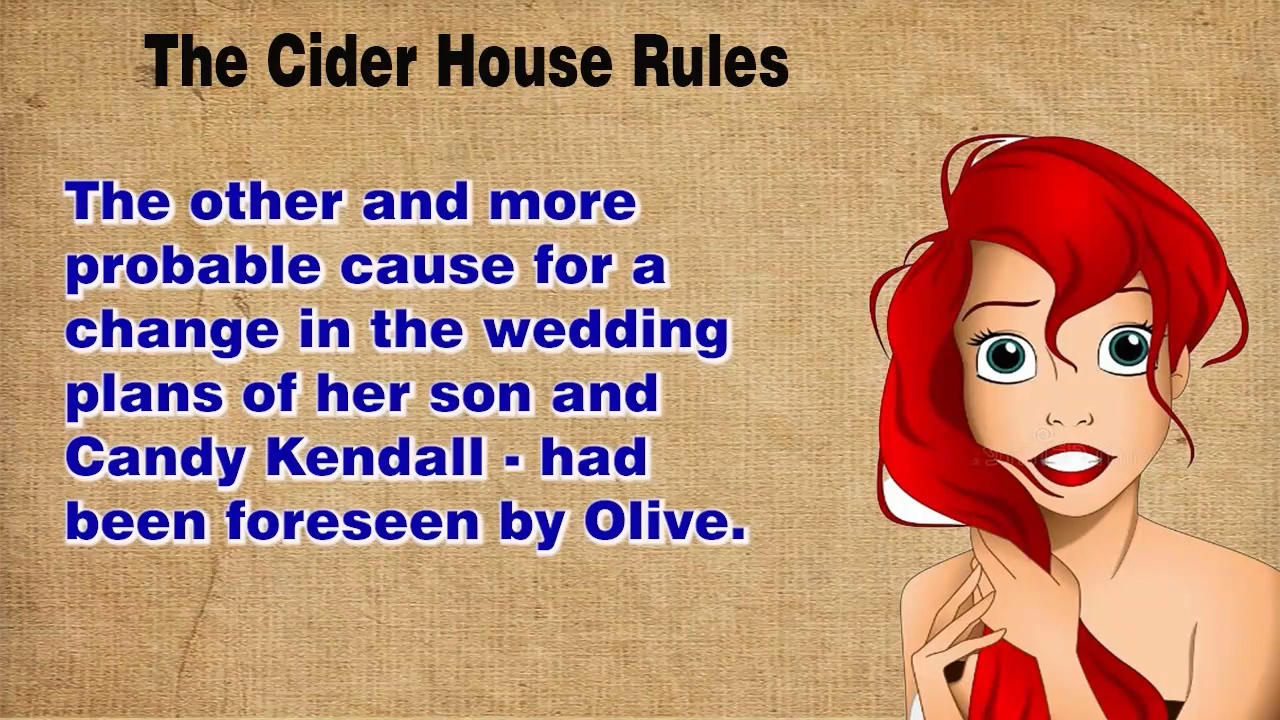 The Cider House Rules
The other and more
probable cause for a
change in the wedding
plans of her son and
Candy Kendall - had
been foreseen by Olive.